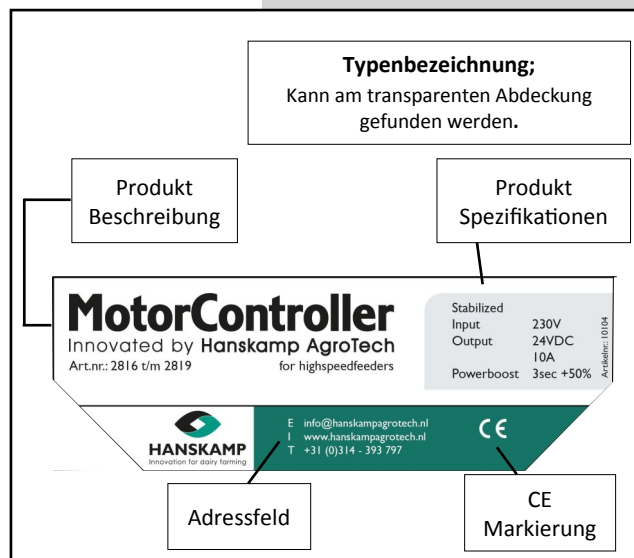 Typenbezeichnung;
Kann am transparenten Abdeckung
gefunden werden.
Produkt
Beschreibung
Produkt
Spezifikationen
MotorController
Innovated by Hanskamp AgroTech
Art.nr.: 2816 t/m 2819 for highspeedfeeders
Stabilized
Input 230V
Output 24VDC
10A
Powerboost 3sec +50%
Artikelnr.: 10104
HANSKAMP
Innovation for dairy farming
E info@hanskampagrotech.nl
I www.hanskampagrotech.nl
T +31 (0)314 - 393 797
CE
Adressfeld
CE
Markierung